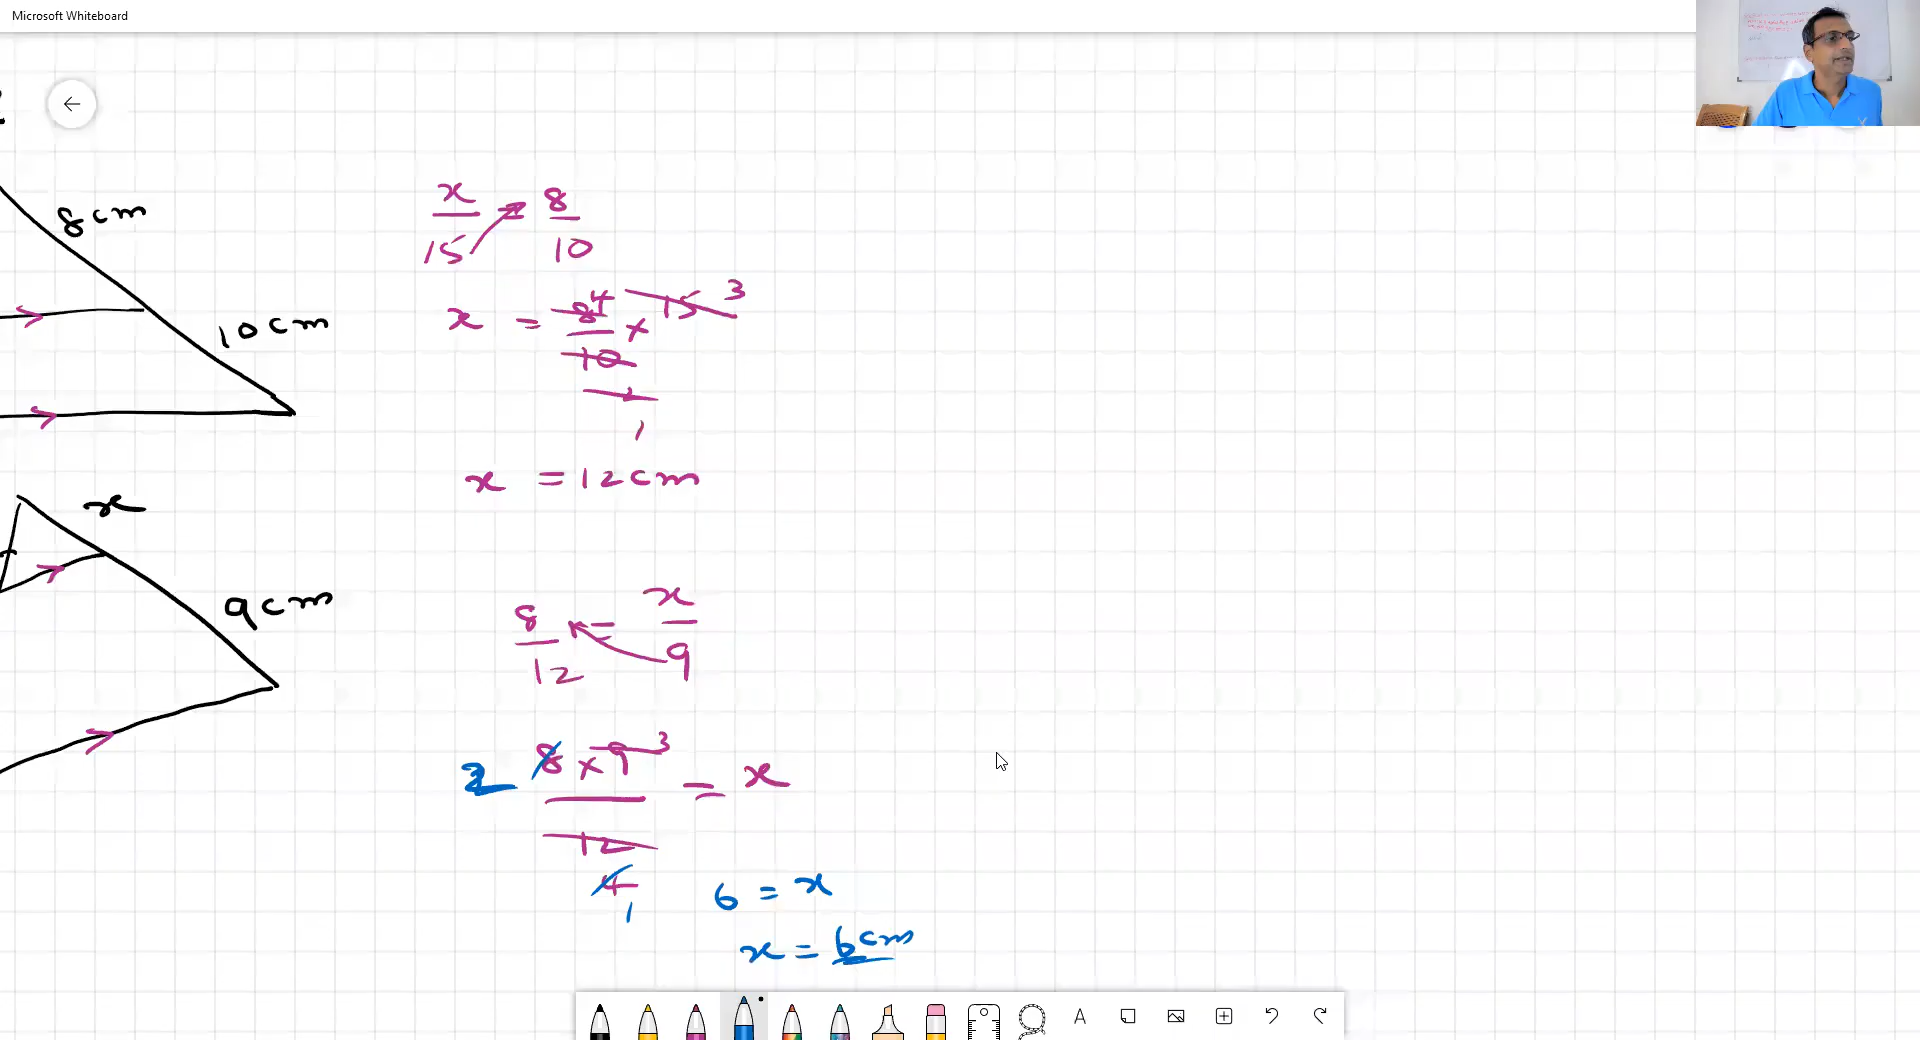 Microsoft Whiteboard
8cm
10cm
x/15 = 8/10
x = 8 4/10 2 1 × 15 3
x = 12cm
x
9cm
8/12 = x/9
2 8 × 9 3/12 4 1 = x
6 = x
x = 6cm
A